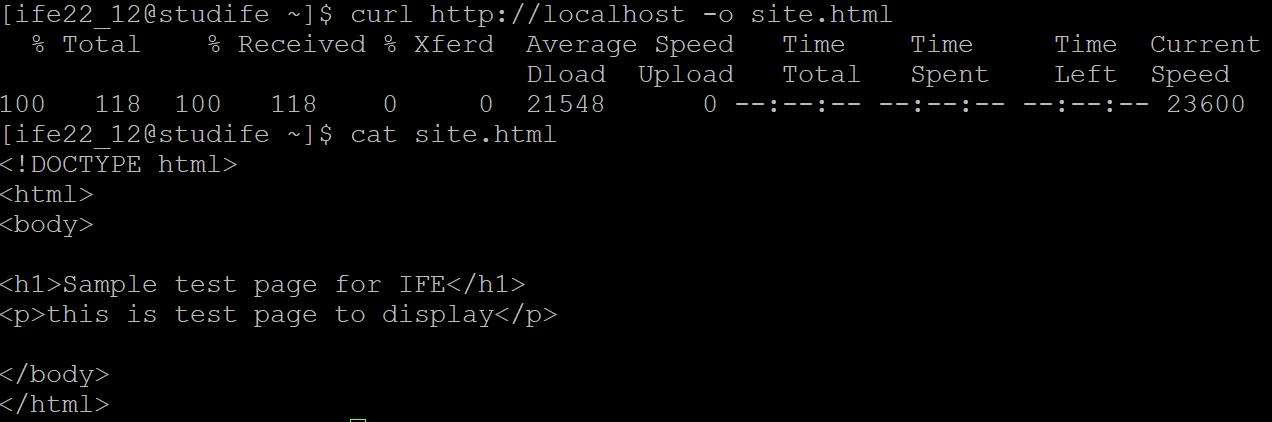 [ife22_12@studife ~]$ curl http://localhost -o site.html
  % Total    % Received % Xferd  Average Speed   Time    Time     Time  Current
                                 Dload  Upload   Total   Spent    Left  Speed
100   118  100   118    0     0  21548      0 --:--:-- --:--:-- --:--:-- 23600
[ife22_12@studife ~]$ cat site.html
<!DOCTYPE html>
<html>
<body>

<h1>Sample test page for IFE</h1>
<p>this is test page to display</p>

</body>
</html>